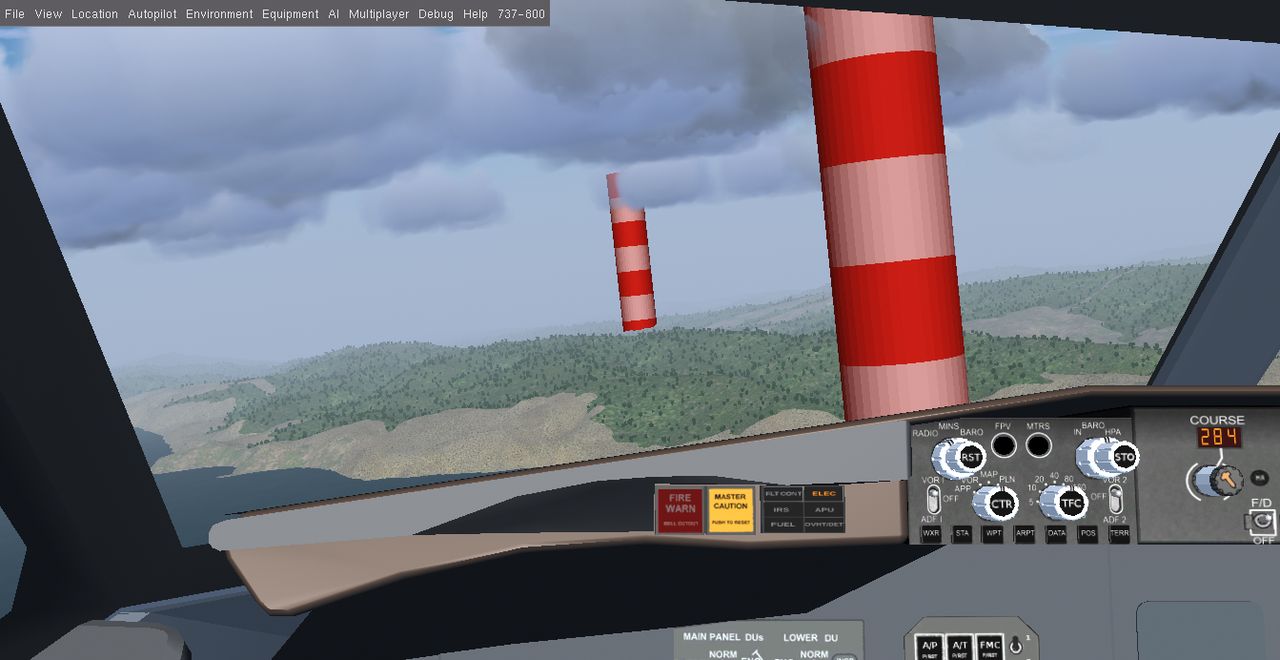 File View Location Autopilot Environment Equipment AI Multiplayer Debug Help 737-800
COURSE
284
MINS FPV MTRS BARO
RADIO BARO IN HPA
RST STO
VOR 1 MAP PLN 20 40 80 VOR 2
APP VOR 10
OFF CTR 5 TFC OFF
ADF 1 ADF 2
F/D
OFF
WXR STA WPT ARPT DATA POS TERR
FIRE WARN
BELL CUTOUT
MASTER CAUTION
PUSH TO RESET
FLT CONT ELEC
IRS APU
FUEL OVHT/DET
MAIN PANEL DUs LOWER DU
NORM NORM
A/P A/T FMC
P/RST P/RST P/RST
1